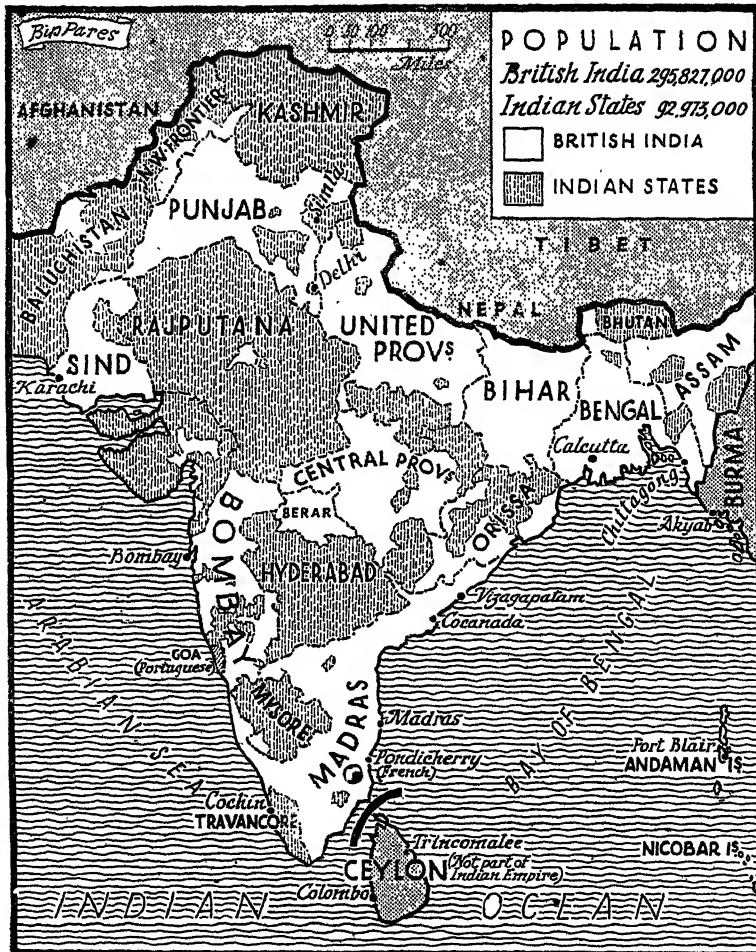 Bip Pares
0 50 100 300
Miles
POPULATION
British India 295,827,000
Indian States 92,973,000
BRITISH INDIA
INDIAN STATES
AFGHANISTAN
N.W. FRONTIER
KASHMIR
PUNJAB
Simla
BALUCHISTAN
Delhi
TIBET
NEPAL
BHUTAN
RAJPUTANA
UNITED
PROVS
SIND
Karachi
BIHAR
BENGAL
ASSAM
Calcutta
BURMA
CENTRAL PROVS
BERAR
ORISSA
Chittagong
Akyab
BOMBAY
Bombay
HYDERABAD
Vizagapatam
Cocanada
ARABIAN SEA
BAY OF BENGAL
GOA
(Portuguese)
MYSORE
MADRAS
Madras
Pondicherry
(French)
Port Blair
ANDAMAN IS
Cochin
TRAVANCORE
Trincomalee
CEYLON
(Not part of
Indian Empire)
Colombo
NICOBAR IS
INDIAN OCEAN